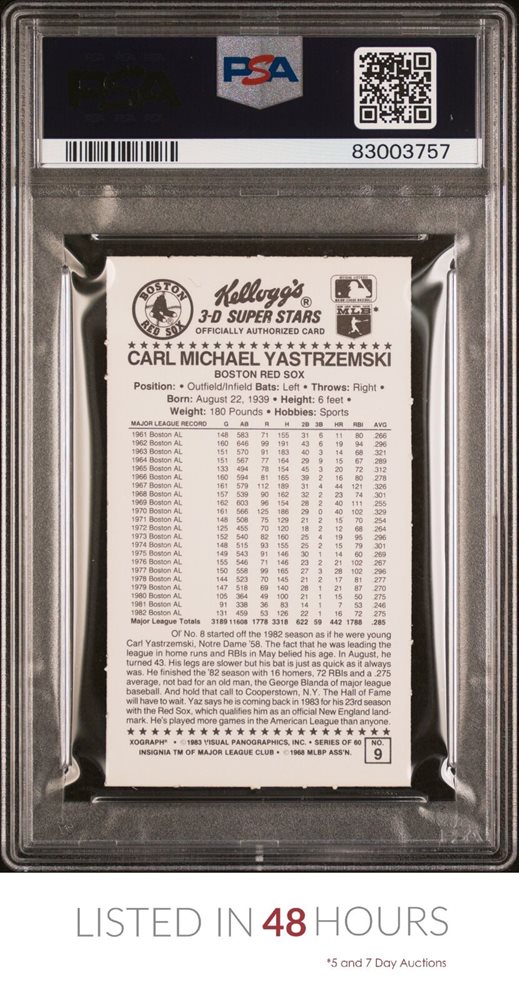 PSA
83003757
BOSTON
RED SOX
Kellogg's®
3-D SUPER STARS
OFFICIALLY AUTHORIZED CARD
MLB*
CARL MICHAEL YASTRZEMSKI
BOSTON RED SOX
Position: • Outfield/Infield Bats: Left • Throws: Right •
Born: August 22, 1939 • Height: 6 feet •
Weight: 180 Pounds • Hobbies: Sports
MAJOR LEAGUE RECORD G AB R H 2B 3B HR RBI AVG
1961 Boston AL 148 583 71 155 31 6 11 80 .266
1962 Boston AL 160 646 99 191 43 6 19 94 .296
1963 Boston AL 151 570 91 183 40 3 14 68 .321
1964 Boston AL 151 567 77 164 29 9 15 67 .289
1965 Boston AL 133 494 78 154 45 3 20 72 .312
1966 Boston AL 160 594 81 165 39 2 16 80 .278
1967 Boston AL 161 579 112 189 31 4 44 121 .326
1968 Boston AL 157 539 90 162 32 2 23 74 .301
1969 Boston AL 162 603 96 154 28 2 40 111 .255
1970 Boston AL 161 566 125 186 29 0 40 102 .329
1971 Boston AL 148 508 75 129 21 2 15 70 .254
1972 Boston AL 125 455 70 120 18 2 12 68 .264
1973 Boston AL 152 540 82 160 25 4 19 95 .296
1974 Boston AL 148 515 93 155 25 2 15 79 .301
1975 Boston AL 149 543 91 146 30 1 14 60 .269
1976 Boston AL 155 546 71 146 23 2 21 102 .267
1977 Boston AL 150 558 99 165 27 3 28 102 .296
1978 Boston AL 144 523 70 145 21 2 17 81 .277
1979 Boston AL 147 518 69 140 28 1 21 87 .270
1980 Boston AL 105 364 49 100 21 1 15 50 .275
1981 Boston AL 91 338 36 83 14 1 7 53 .246
1982 Boston AL 131 459 53 126 22 1 16 72 .275
Major League Totals 3189 11608 1778 3318 622 59 442 1788 .285
Ol' No. 8 started off the 1982 season as if he were young
Carl Yastrzemski, Notre Dame '58. The fact that he was leading the
league in home runs and RBIs in May belied his age. In August, he
turned 43. His legs are slower but his bat is just as quick as it always
was. He finished the '82 season with 16 homers, 72 RBIs and a .275
average, not bad for an old man, the George Blanda of major league
baseball. And hold that call to Cooperstown, N.Y. The Hall of Fame
will have to wait. Yaz says he is coming back in 1983 for his 23rd season
with the Red Sox, which qualifies him as an official New England land-
mark. He's played more games in the American League than anyone.
XOGRAPH® • ©1983 VISUAL PANOGRAPHICS, INC. • SERIES OF 60
INSIGNIA TM OF MAJOR LEAGUE CLUB • ©1968 MLBP ASS'N.
NO.
9
LISTED IN 48 HOURS
*5 and 7 Day Auctions